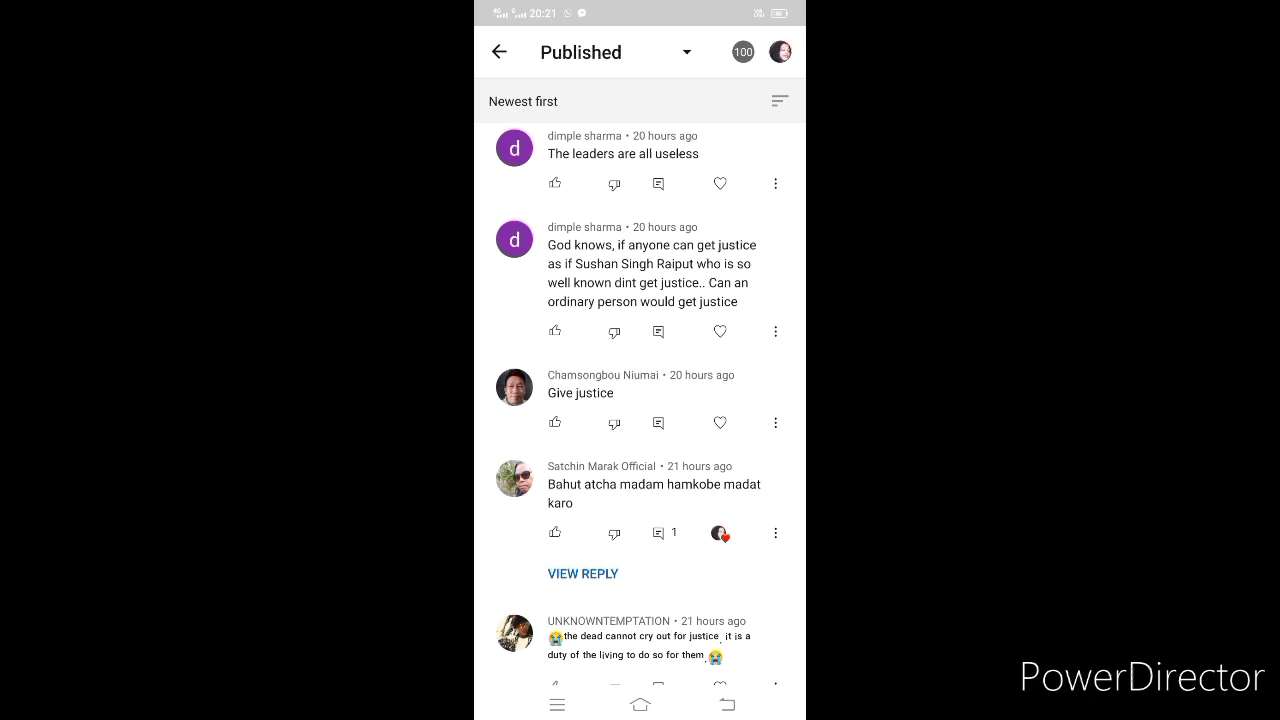 4G 20:21
Published
100
Newest first
d
dimple sharma • 20 hours ago
The leaders are all useless
d
dimple sharma • 20 hours ago
God knows, if anyone can get justice
as if Sushan Singh Raiput who is so
well known dint get justice.. Can an
ordinary person would get justice
Chamsongbou Niumai • 20 hours ago
Give justice
Satchin Marak Official • 21 hours ago
Bahut atcha madam hamkobe madat
karo
1
VIEW REPLY
UNKNOWNTEMPTATION • 21 hours ago
😭the dead cannot cry out for justice, it is a
duty of the living to do so for them.😭
PowerDirector